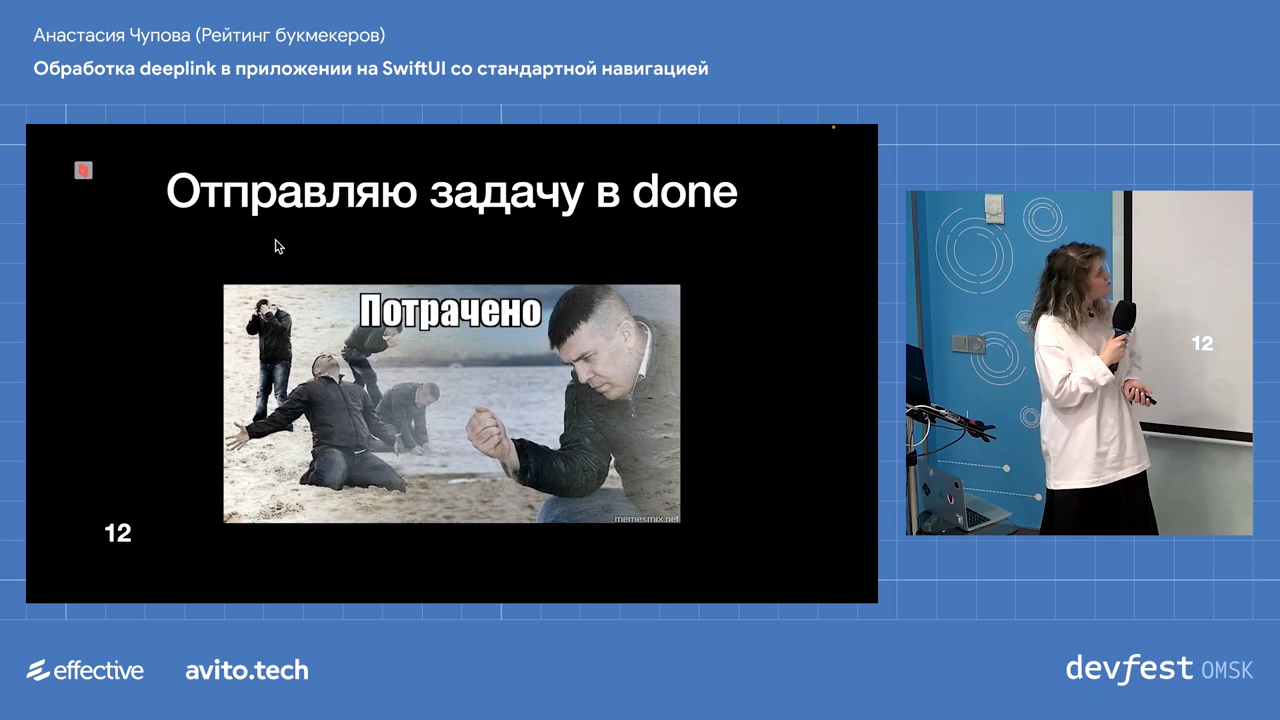 Анастасия Чупова (Рейтинг букмекеров)
Обработка deeplink в приложении на SwiftUI со стандартной навигацией
Отправляю задачу в done
Потрачено
memesmix.net
12
12
effective
avito.tech
devfest OMSK